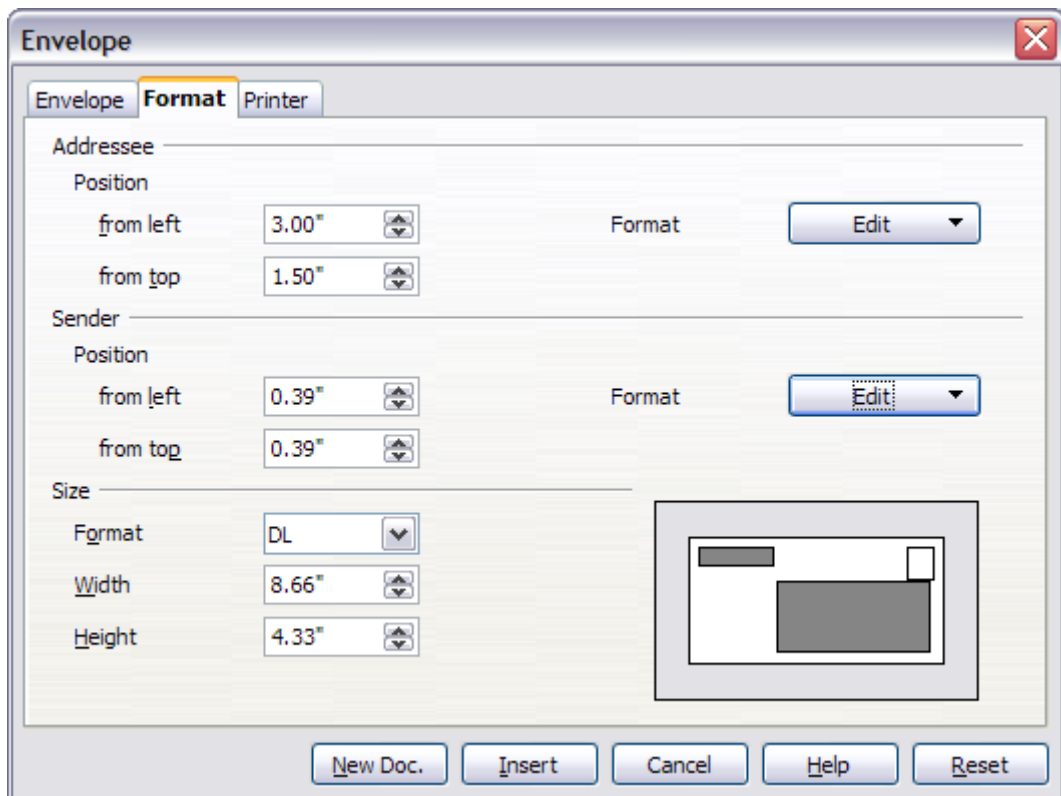 Envelope
Envelope Format Printer
Addressee
Position
from left 3.00" Format Edit
from top 1.50"
Sender
Position
from left 0.39" Format Edit
from top 0.39"
Size
Format DL
Width 8.66"
Height 4.33"
New Doc. Insert Cancel Help Reset